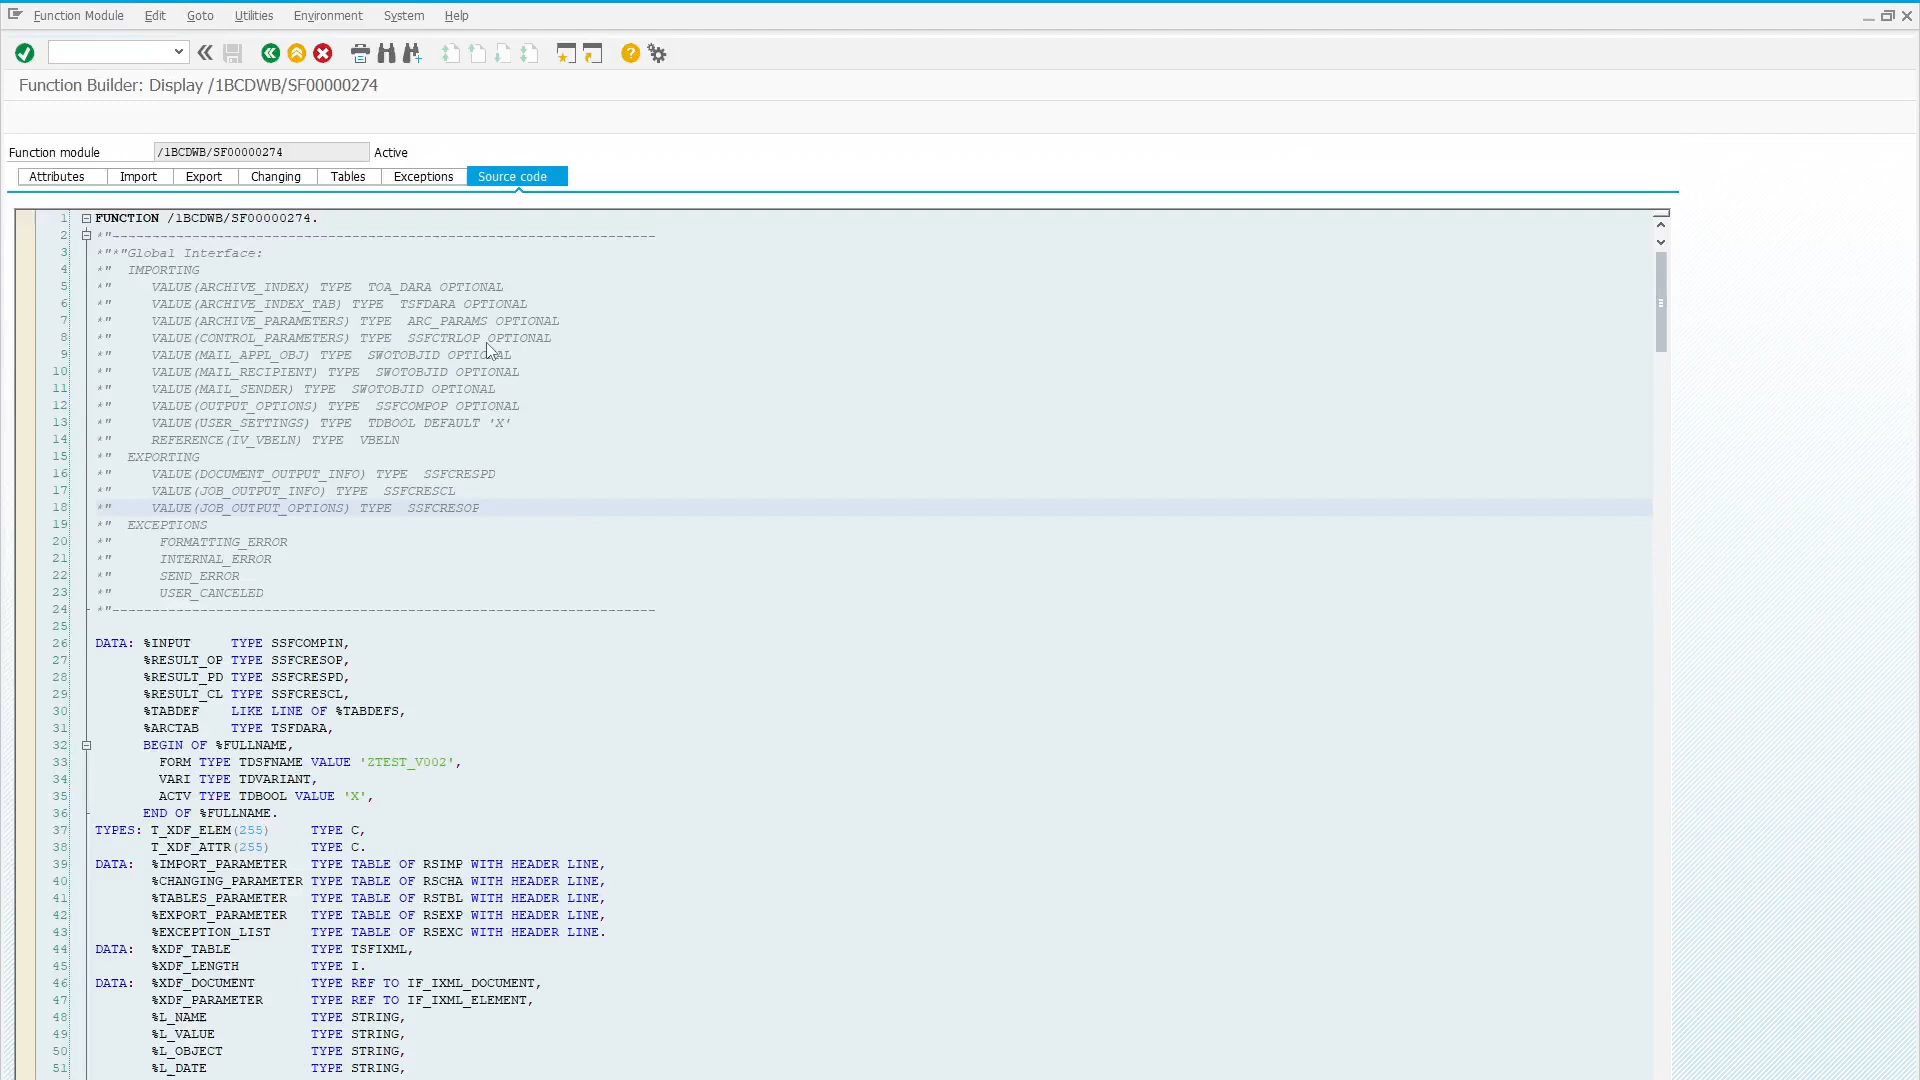 Function Module Edit Goto Utilities Environment System Help
Function Builder: Display /1BCDWB/SF00000274
Function module /1BCDWB/SF00000274 Active
Attributes Import Export Changing Tables Exceptions Source code
1 FUNCTION /1BCDWB/SF00000274.
2 *"----------------------------------------------------------------------
3 *"*"Global Interface:
4 *" IMPORTING
5 *" VALUE(ARCHIVE_INDEX) TYPE TOA_DARA OPTIONAL
6 *" VALUE(ARCHIVE_INDEX_TAB) TYPE TSFDARA OPTIONAL
7 *" VALUE(ARCHIVE_PARAMETERS) TYPE ARC_PARAMS OPTIONAL
8 *" VALUE(CONTROL_PARAMETERS) TYPE SSFCTRLOP OPTIONAL
9 *" VALUE(MAIL_APPL_OBJ) TYPE SWOTOBJID OPTIONAL
10 *" VALUE(MAIL_RECIPIENT) TYPE SWOTOBJID OPTIONAL
11 *" VALUE(MAIL_SENDER) TYPE SWOTOBJID OPTIONAL
12 *" VALUE(OUTPUT_OPTIONS) TYPE SSFCOMPOP OPTIONAL
13 *" VALUE(USER_SETTINGS) TYPE TDBOOL DEFAULT 'X'
14 *" REFERENCE(IV_VBELN) TYPE VBELN
15 *" EXPORTING
16 *" VALUE(DOCUMENT_OUTPUT_INFO) TYPE SSFCRESPD
17 *" VALUE(JOB_OUTPUT_INFO) TYPE SSFCRESCL
18 *" VALUE(JOB_OUTPUT_OPTIONS) TYPE SSFCRESOP
19 *" EXCEPTIONS
20 *" FORMATTING_ERROR
21 *" INTERNAL_ERROR
22 *" SEND_ERROR
23 *" USER_CANCELED
24 *"----------------------------------------------------------------------
25
26 DATA: %INPUT TYPE SSFCOMPIN,
27 %RESULT_OP TYPE SSFCRESOP,
28 %RESULT_PD TYPE SSFCRESPD,
29 %RESULT_CL TYPE SSFCRESCL,
30 %TABDEF LIKE LINE OF %TABDEFS,
31 %ARCTAB TYPE TSFDARA,
32 BEGIN OF %FULLNAME,
33 FORM TYPE TDSFNAME VALUE 'ZTEST_V002',
34 VARI TYPE TDVARIANT,
35 ACTV TYPE TDBOOL VALUE 'X',
36 END OF %FULLNAME.
37 TYPES: T_XDF_ELEM(255) TYPE C,
38 T_XDF_ATTR(255) TYPE C.
39 DATA: %IMPORT_PARAMETER TYPE TABLE OF RSIMP WITH HEADER LINE,
40 %CHANGING_PARAMETER TYPE TABLE OF RSCHA WITH HEADER LINE,
41 %TABLES_PARAMETER TYPE TABLE OF RSTBL WITH HEADER LINE,
42 %EXPORT_PARAMETER TYPE TABLE OF RSEXP WITH HEADER LINE,
43 %EXCEPTION_LIST TYPE TABLE OF RSEXC WITH HEADER LINE.
44 DATA: %XDF_TABLE TYPE TSFIXML,
45 %XDF_LENGTH TYPE I.
46 DATA: %XDF_DOCUMENT TYPE REF TO IF_IXML_DOCUMENT,
47 %XDF_PARAMETER TYPE REF TO IF_IXML_ELEMENT,
48 %L_NAME TYPE STRING,
49 %L_VALUE TYPE STRING,
50 %L_OBJECT TYPE STRING,
51 %L_DATE TYPE STRING,